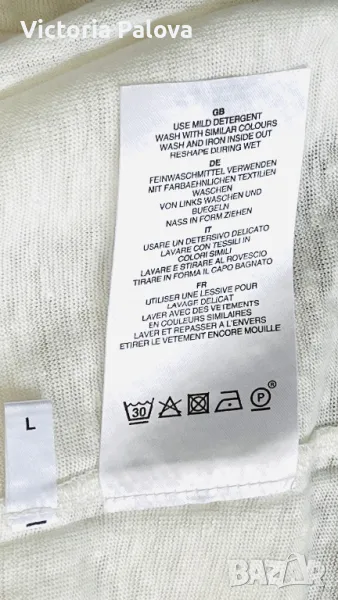 Victoria Palova
GB
USE MILD DETERGENT
WASH WITH SIMILAR COLOURS
WASH AND IRON INSIDE OUT
RESHAPE DURING WET
DE
FEINWASCHMITTEL VERWENDEN
MIT FARBAEHNLICHEN TEXTILIEN
WASCHEN
VON LINKS WASCHEN UND
BUEGELN
NASS IN FORM ZIEHEN
IT
USARE UN DETERSIVO DELICATO
LAVARE CON TESSILI IN
COLORI SIMILI
LAVARE E STIRARE AL ROVESCIO
TIRARE IN FORMA IL CAPO BAGNATO
FR
UTILISER UNE LESSIVE POUR
LAVAGE DELICAT
LAVER AVEC DES VETEMENTS
EN COULEURS SIMILAIRES
LAVER ET REPASSER A L'ENVERS
ETIRER LE VETEMENT ENCORE MOUILLE
30 P ®
L
bazar.bg